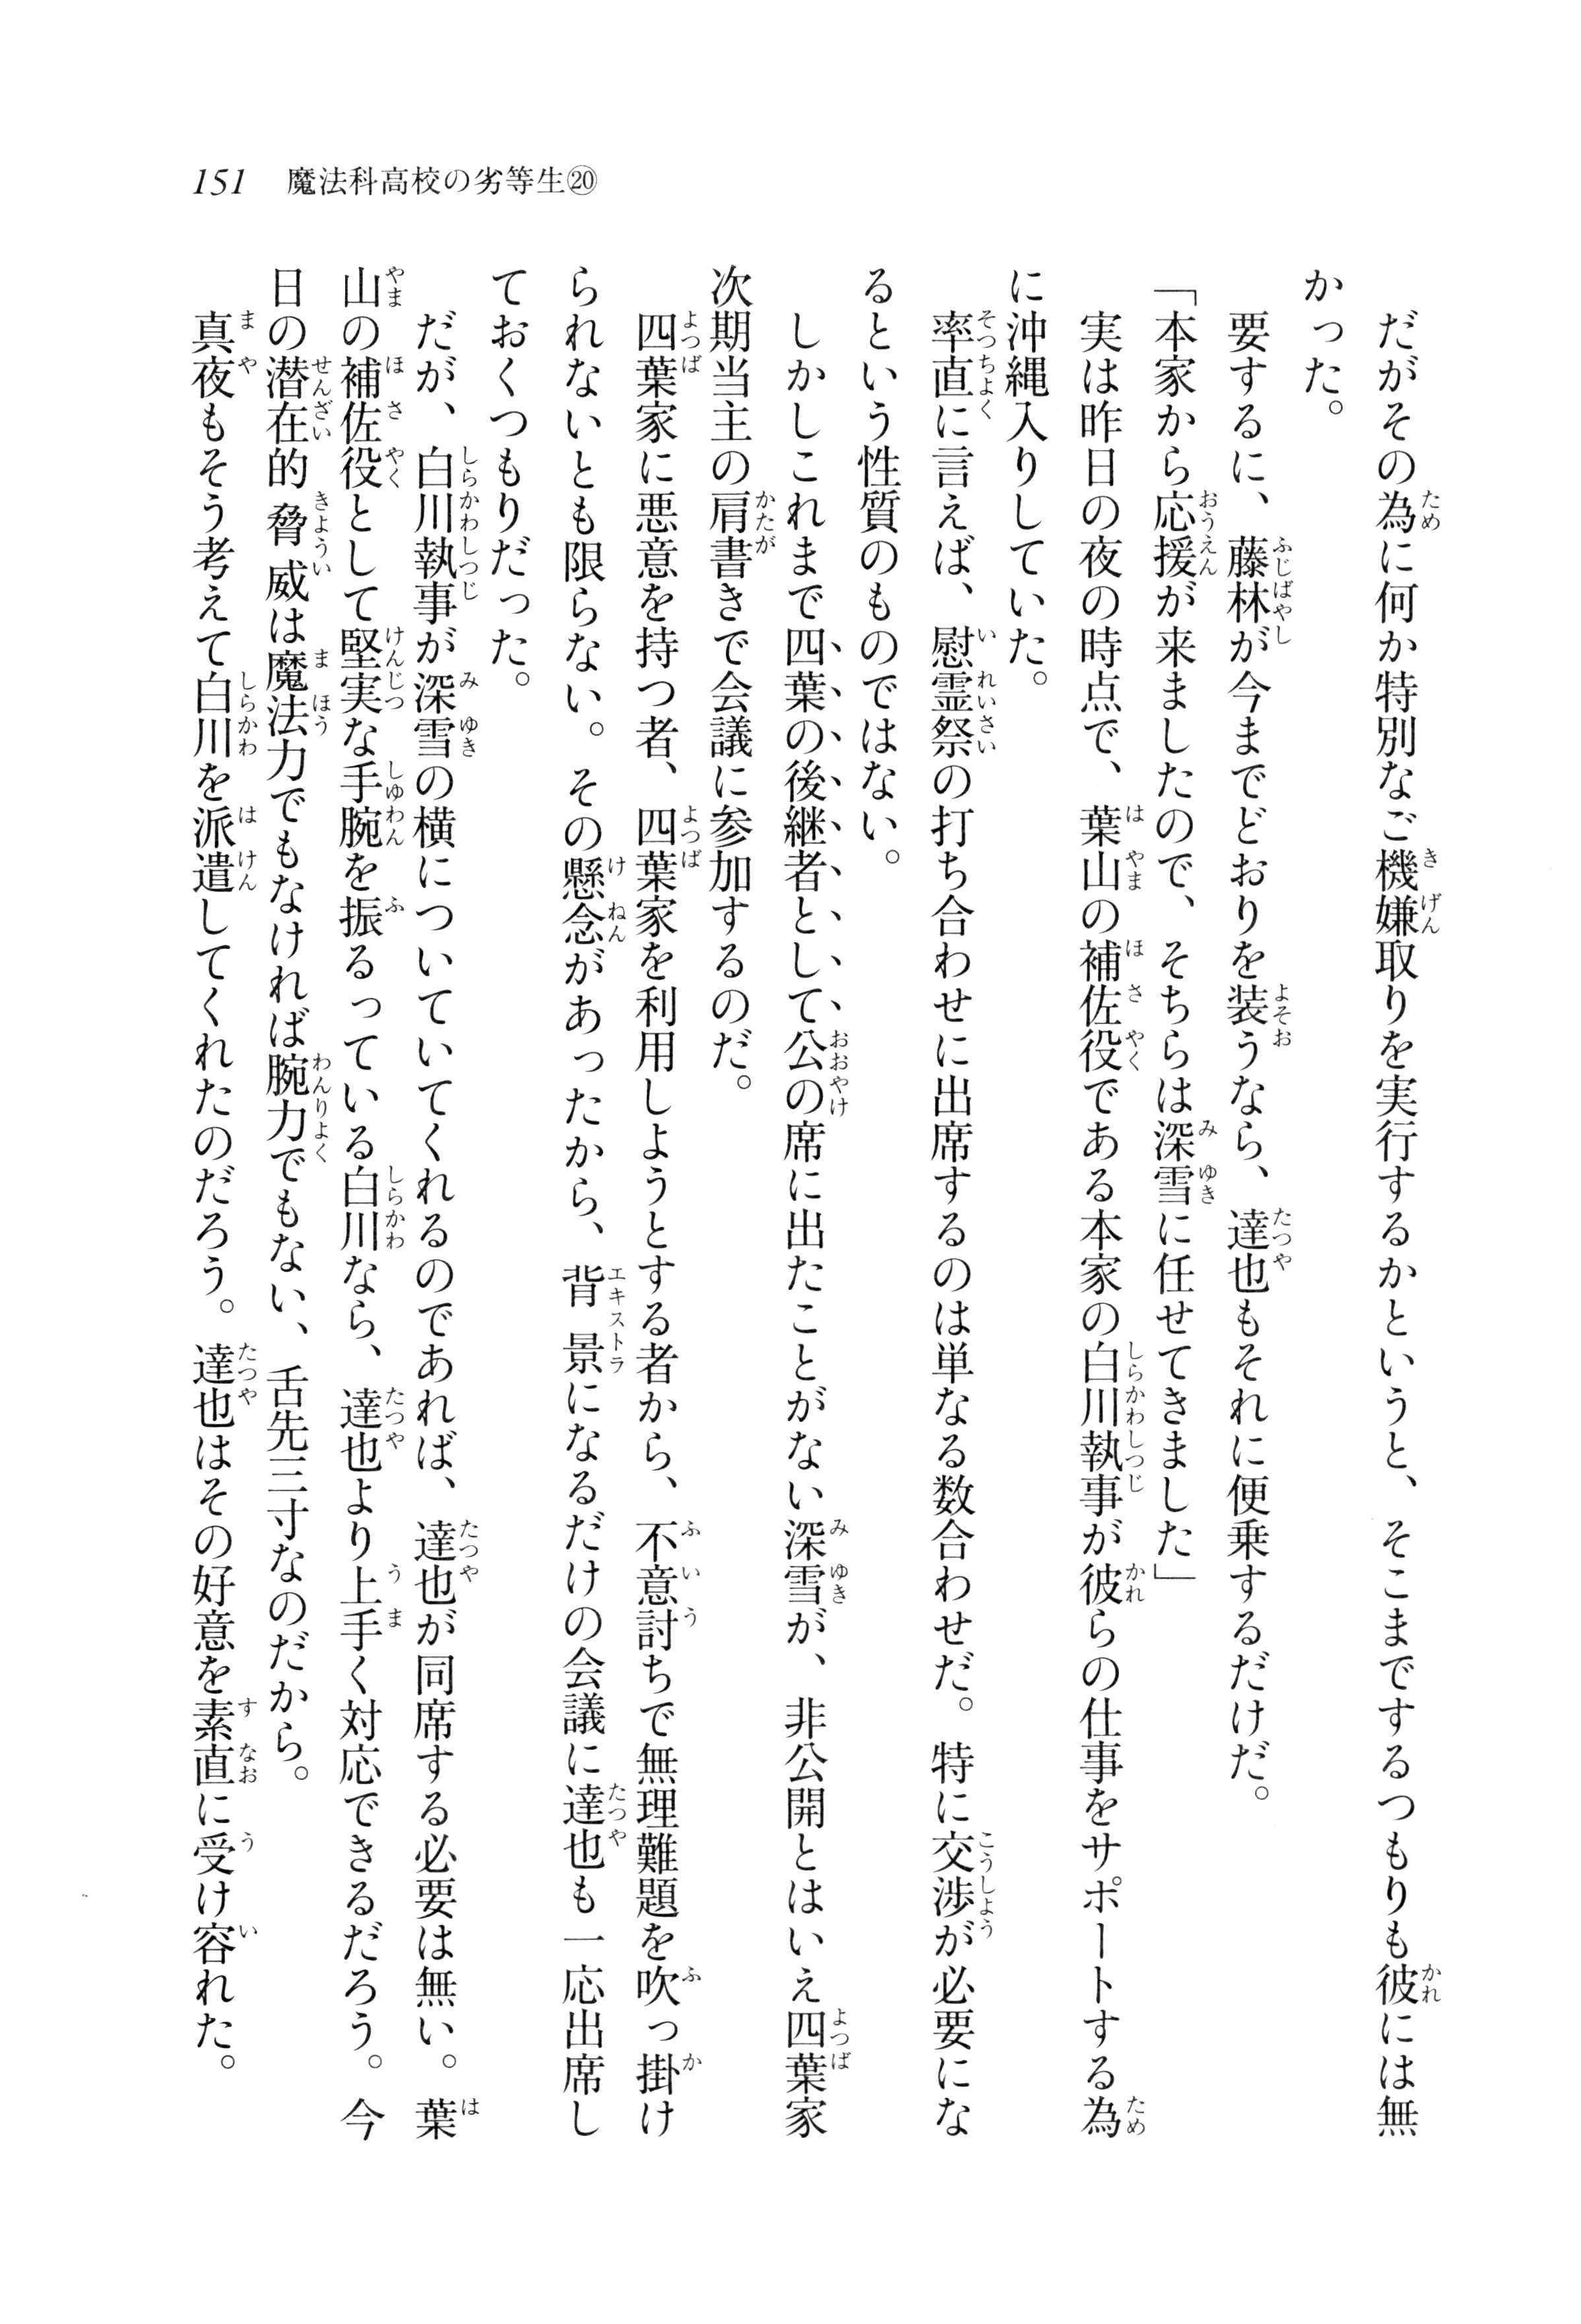 151　魔法科高校の劣等生⑳
　だがその為に何か特別なご機嫌取りを実行するかというと、そこまでするつもりも彼には無
かった。
　要するに、藤林が今までどおりを装うなら、達也もそれに便乗するだけだ。
「本家から応援が来ましたので、そちらは深雪に任せてきました」
　実は昨日の夜の時点で、葉山の補佐役である本家の白川執事が彼らの仕事をサポートする為
に沖縄入りしていた。
　率直に言えば、慰霊祭の打ち合わせに出席するのは単なる数合わせだ。特に交渉が必要にな
るという性質のものではない。
　しかしこれまで四葉の後継者として公の席に出たことがない深雪が、非公開とはいえ四葉家
次期当主の肩書きで会議に参加するのだ。
　四葉家に悪意を持つ者、四葉家を利用しようとする者から、不意討ちで無理難題を吹っ掛け
られないとも限らない。その懸念があったから、背景になるだけの会議に達也も一応出席し
ておくつもりだった。
　だが、白川執事が深雪の横についていてくれるのであれば、達也が同席する必要は無い。葉
山の補佐役として堅実な手腕を振るっている白川なら、達也より上手く対応できるだろう。今
日の潜在的脅威は魔法力でもなければ腕力でもない、舌先三寸なのだから。
　真夜もそう考えて白川を派遣してくれたのだろう。達也はその好意を素直に受け容れた。